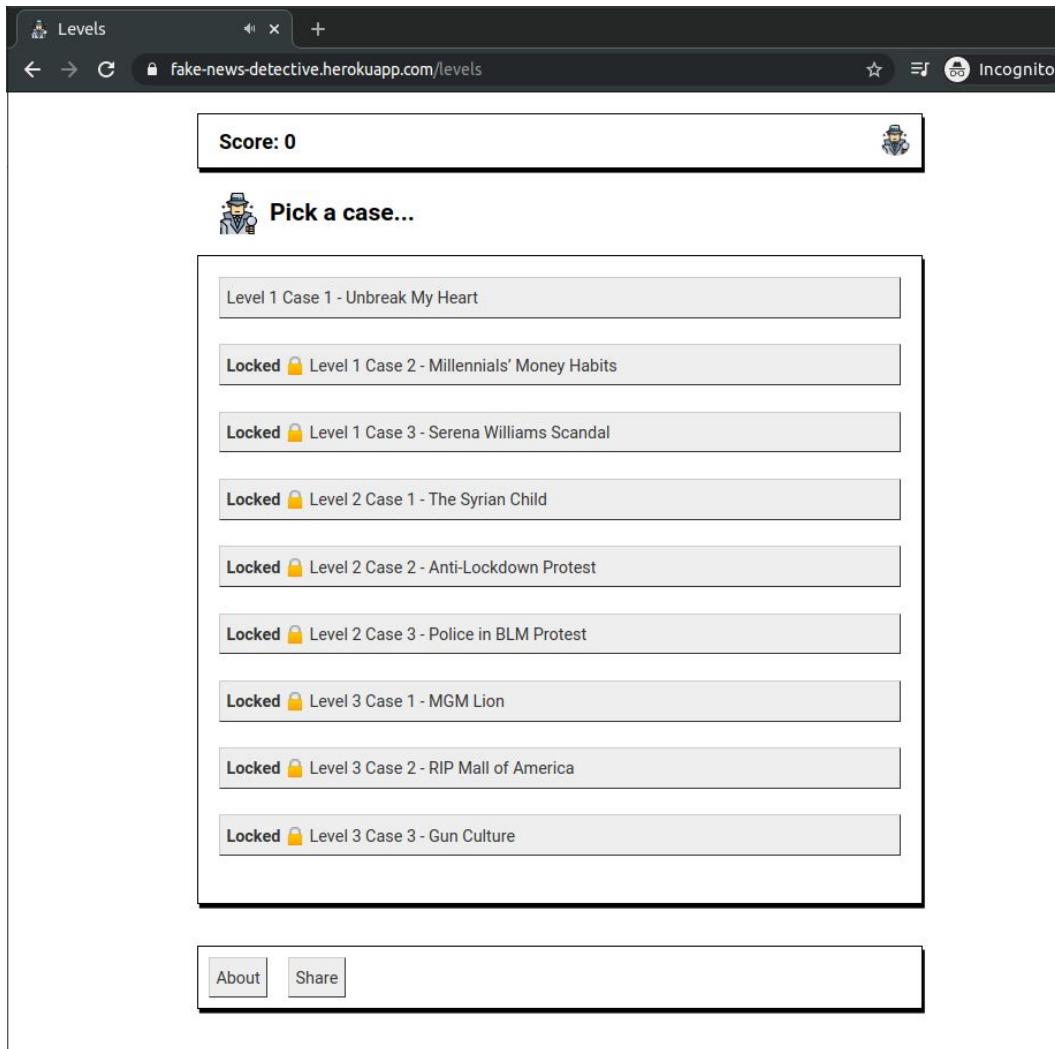 Levels
fake-news-detective.herokuapp.com/levels
Incognito
Score: 0
Pick a case...
Level 1 Case 1 - Unbreak My Heart
Locked 🔒 Level 1 Case 2 - Millennials’ Money Habits
Locked 🔒 Level 1 Case 3 - Serena Williams Scandal
Locked 🔒 Level 2 Case 1 - The Syrian Child
Locked 🔒 Level 2 Case 2 - Anti-Lockdown Protest
Locked 🔒 Level 2 Case 3 - Police in BLM Protest
Locked 🔒 Level 3 Case 1 - MGM Lion
Locked 🔒 Level 3 Case 2 - RIP Mall of America
Locked 🔒 Level 3 Case 3 - Gun Culture
About Share